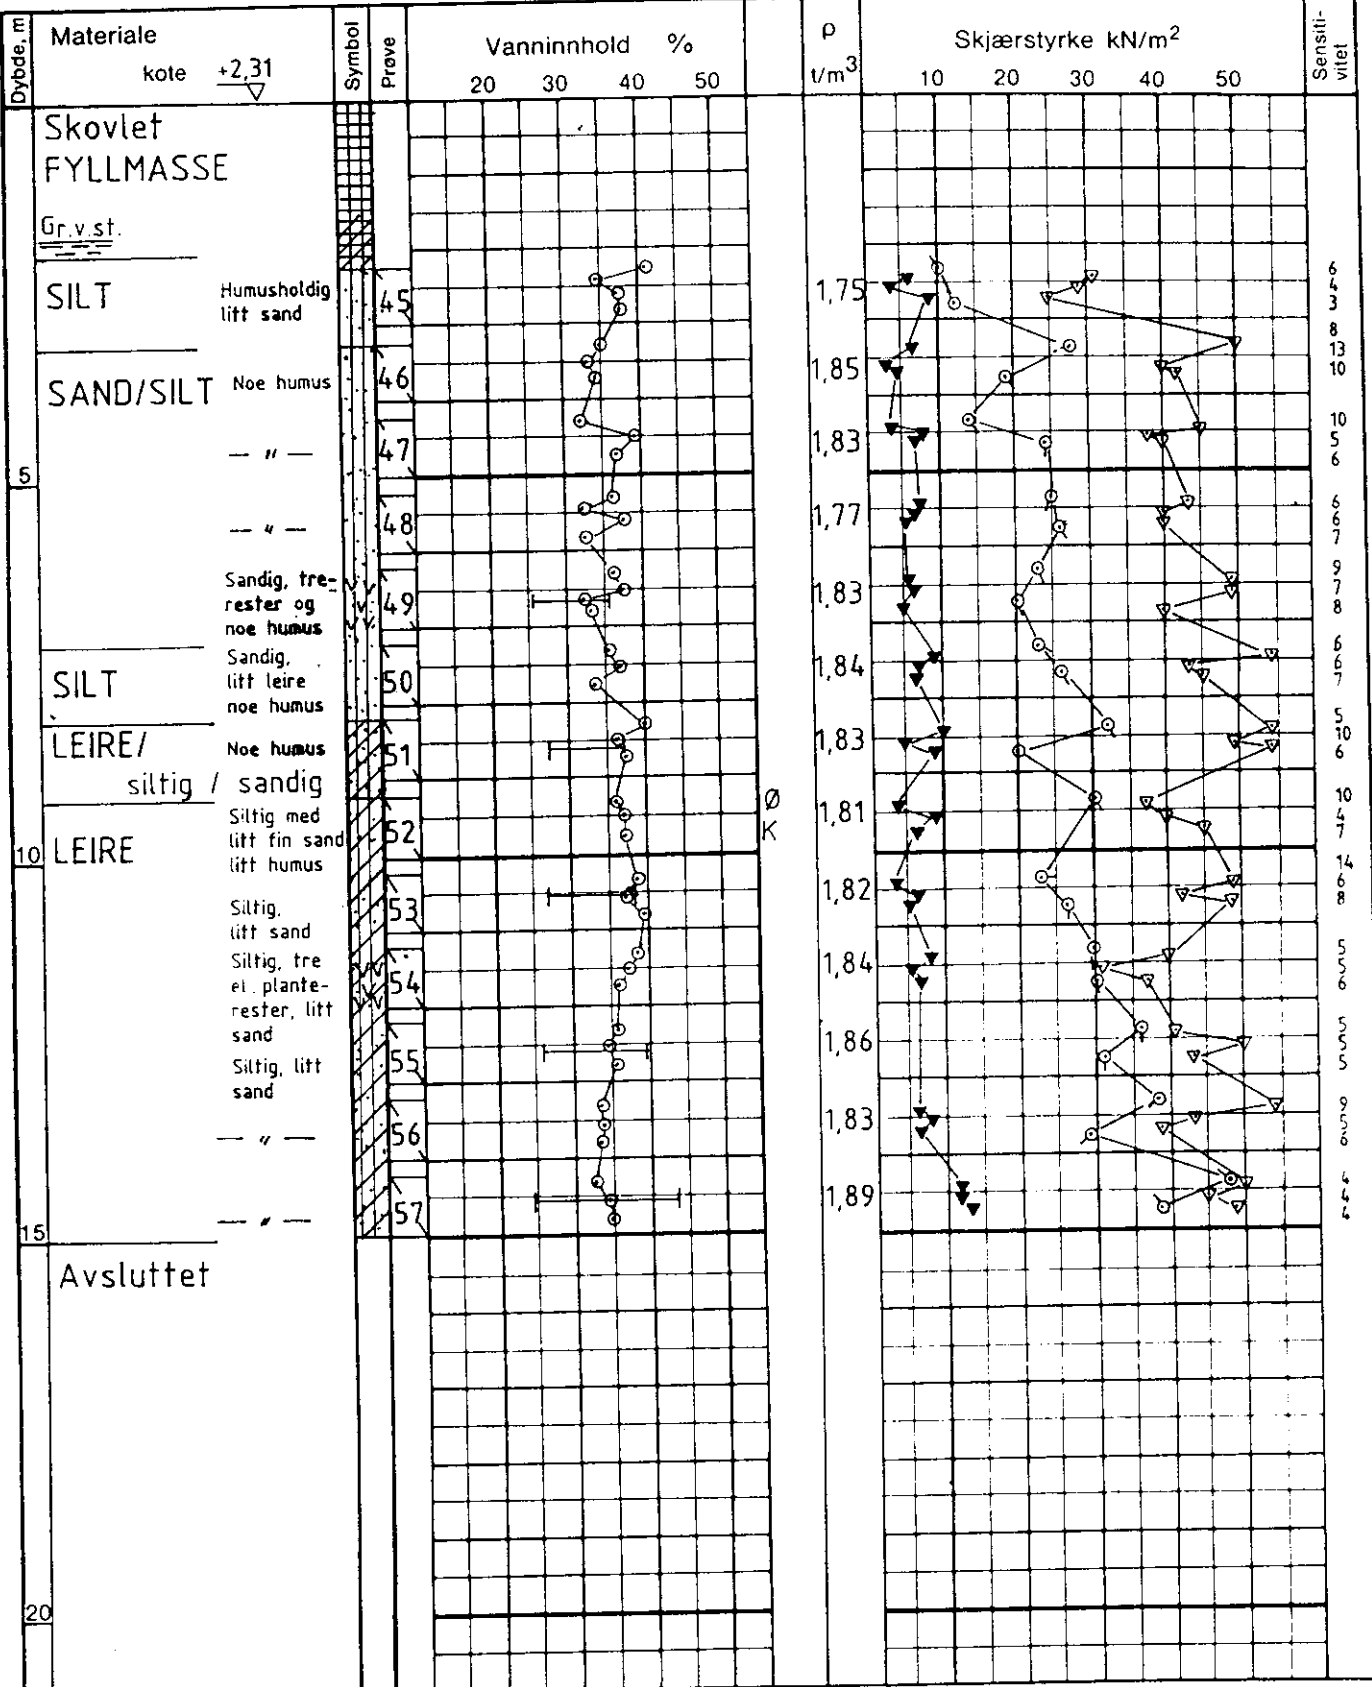 Dybde, m
Materiale
kote +2,31
Symbol
Prøve
Vanninnhold %
20 30 40 50
ρ
t/m³
Skjærstyrke kN/m²
10 20 30 40 50
Sensiti-
vitet
Skovlet
FYLLMASSE
Gr.v.st.
SILT
Humusholdig
litt sand
45
1,75
6
4
3
SAND/SILT
Noe humus
46
1,85
8
13
10
— " —
47
1,83
10
5
6
5
— " —
48
1,77
6
6
7
Sandig, tre-
rester og
noe humus
49
1,83
9
7
8
SILT
Sandig,
litt leire
noe humus
50
1,84
6
6
7
LEIRE/
siltig / sandig
Noe humus
51
1,83
5
10
6
LEIRE
Siltig med
litt fin sand
litt humus
52
Ø
K
1,81
10
4
7
10
Siltig,
litt sand
53
1,82
14
6
8
Siltig, tre
el. plante-
rester, litt
sand
54
1,84
5
5
6
Siltig, litt
sand
55
1,86
5
5
5
— " —
56
1,83
9
5
6
— " —
57
1,89
4
4
4
15
Avsluttet
20